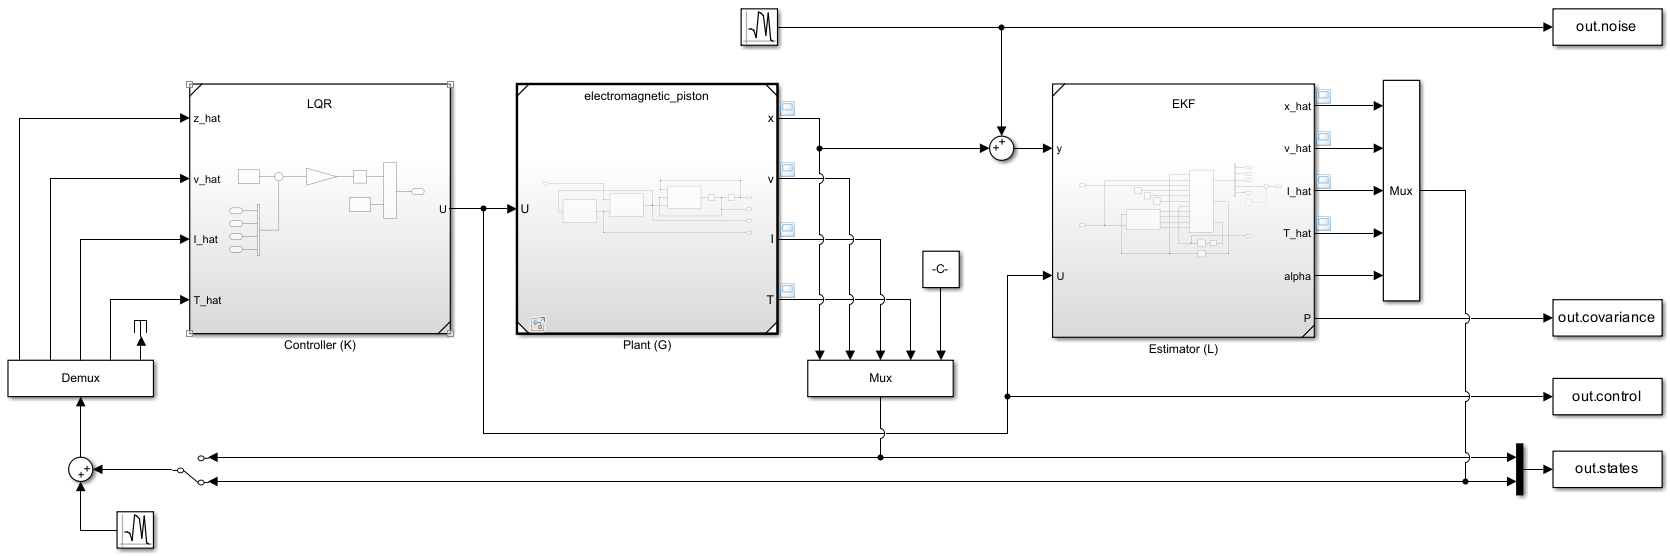 out.noise
LQR
electromagnetic_piston
EKF
z_hat
v_hat
I_hat
T_hat
U
U
x
v
I
T
y
U
x_hat
v_hat
I_hat
T_hat
alpha
P
Mux
-C-
Controller (K)
Plant (G)
Estimator (L)
out.covariance
Demux
Mux
out.control
out.states